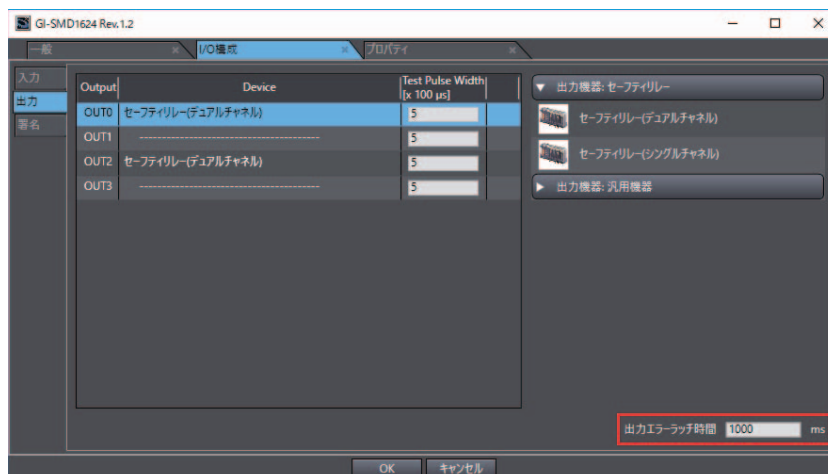 GI-SMD1624 Rev.1.2
一般
I/O構成
プロパティ
入力
出力
署名
Output Device Test Pulse Width [x 100 μs]
OUT0 セーフティリレー(デュアルチャネル) 5
OUT1 ---------------------------------------- 5
OUT2 セーフティリレー(デュアルチャネル) 5
OUT3 ---------------------------------------- 5
出力機器: セーフティリレー
セーフティリレー(デュアルチャネル)
セーフティリレー(シングルチャネル)
出力機器: 汎用機器
出力エラーラッチ時間 1000 ms
OK キャンセル